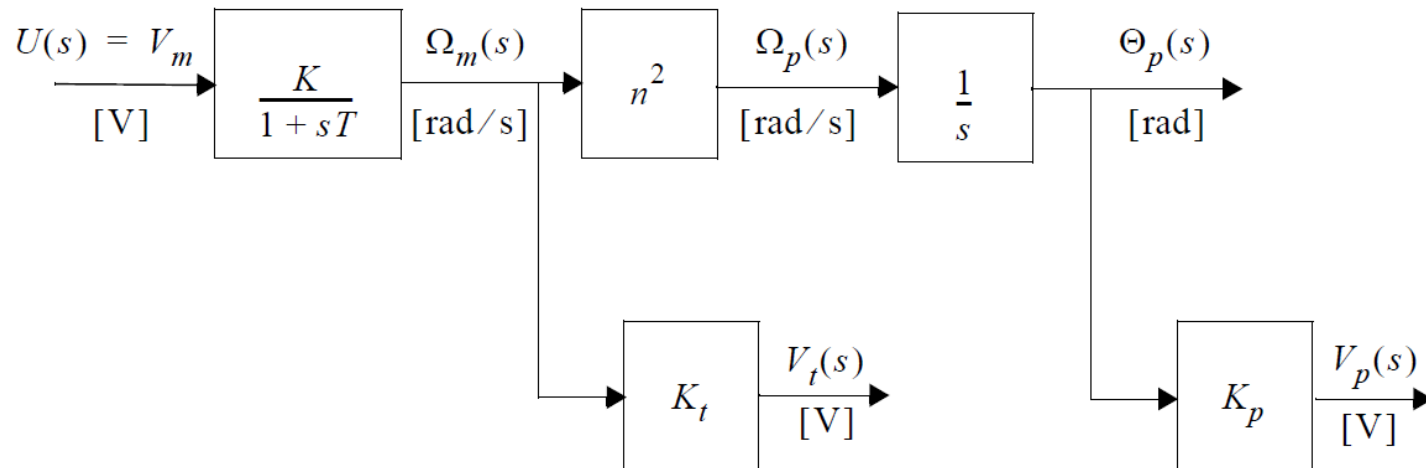 U(s) = V_m
[V]
K
1 + sT
Ω_m(s)
[rad/s]
n^2
Ω_p(s)
[rad/s]
1
s
Θ_p(s)
[rad]
K_t
V_t(s)
[V]
K_p
V_p(s)
[V]